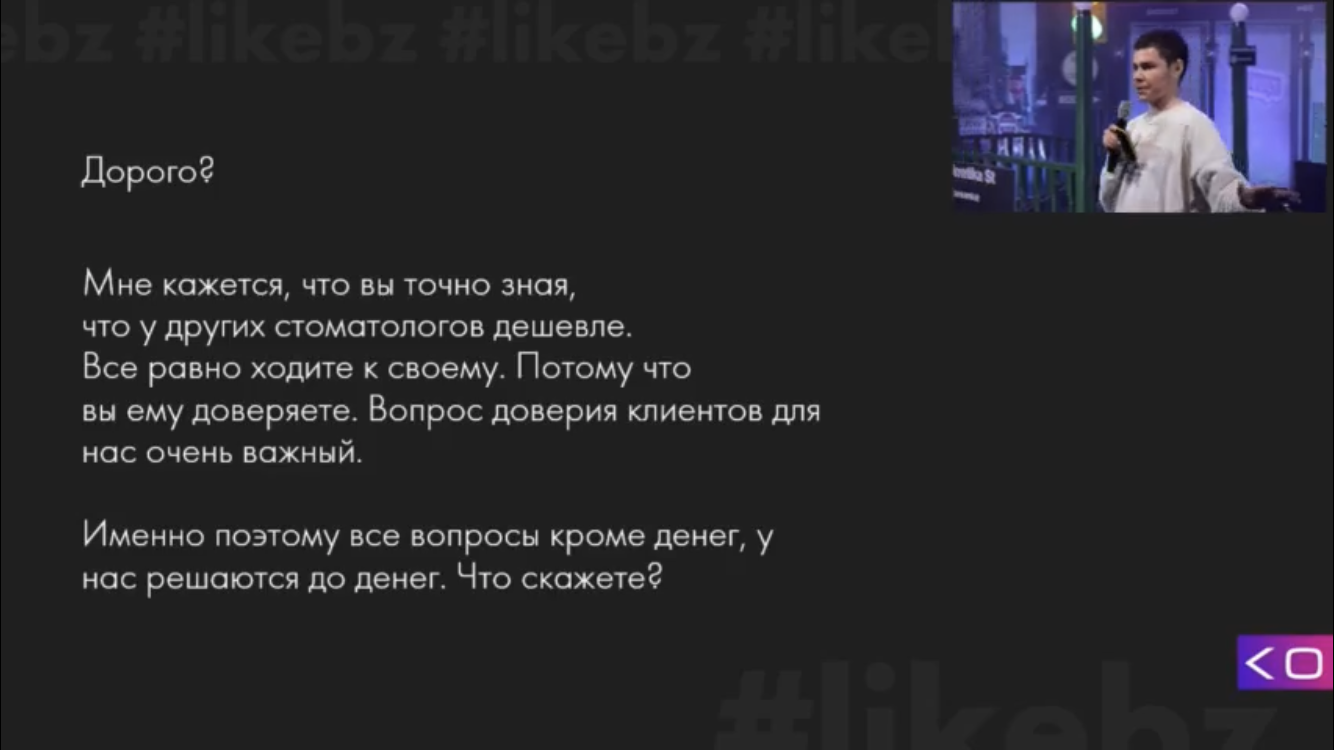 ebz #likebz #likebz #like
Дорого?
Мне кажется, что вы точно зная,
что у других стоматологов дешевле.
Все равно ходите к своему. Потому что
вы ему доверяете. Вопрос доверия клиентов для
нас очень важный.
Именно поэтому все вопросы кроме денег, у
нас решаются до денег. Что скажете?
#likebz